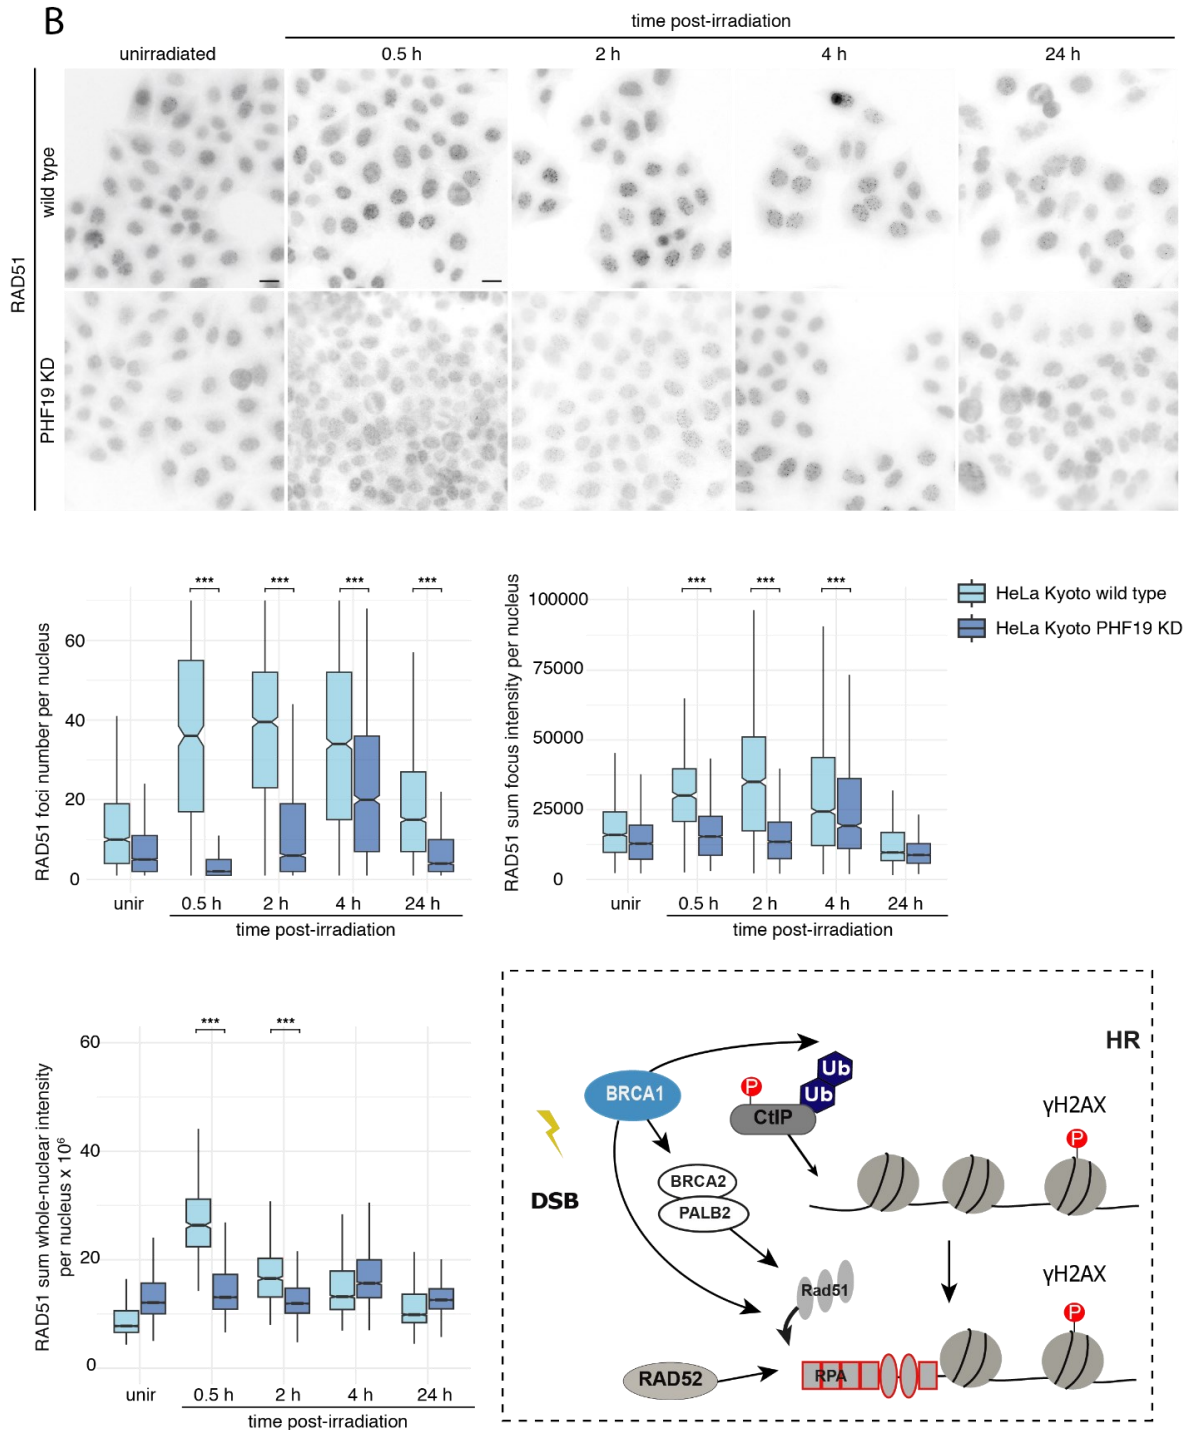 B
time post-irradiation
unirradiated 0.5 h 2 h 4 h 24 h
RAD51
wild type
PHF19 KD
*** *** *** ***
RAD51 foci number per nucleus
60
40
20
0
unir 0.5 h 2 h 4 h 24 h
time post-irradiation
*** *** ***
RAD51 sum focus intensity per nucleus
100000
75000
50000
25000
0
unir 0.5 h 2 h 4 h 24 h
time post-irradiation
HeLa Kyoto wild type
HeLa Kyoto PHF19 KD
*** ***
RAD51 sum whole-nuclear intensity
per nucleus x 10⁶
60
40
20
0
unir 0.5 h 2 h 4 h 24 h
time post-irradiation
HR
Ub
Ub
P
BRCA1
CtIP
γH2AX
P
DSB
BRCA2
PALB2
Rad51
γH2AX
P
RAD52
RPA